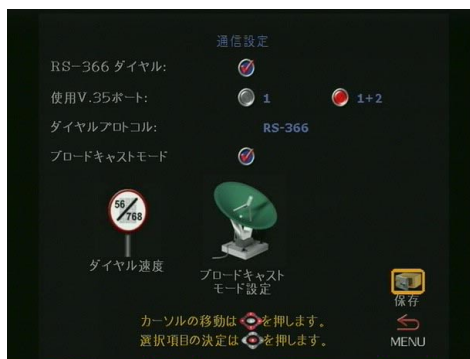 通信設定
RS-366 ダイヤル:
使用V.35ポート: 1 1+2
ダイヤルプロトコル: RS-366
ブロードキャストモード
56/768
ダイヤル速度
ブロードキャスト
モード設定
保存
カーソルの移動は を押します。
選択項目の決定は を押します。
MENU